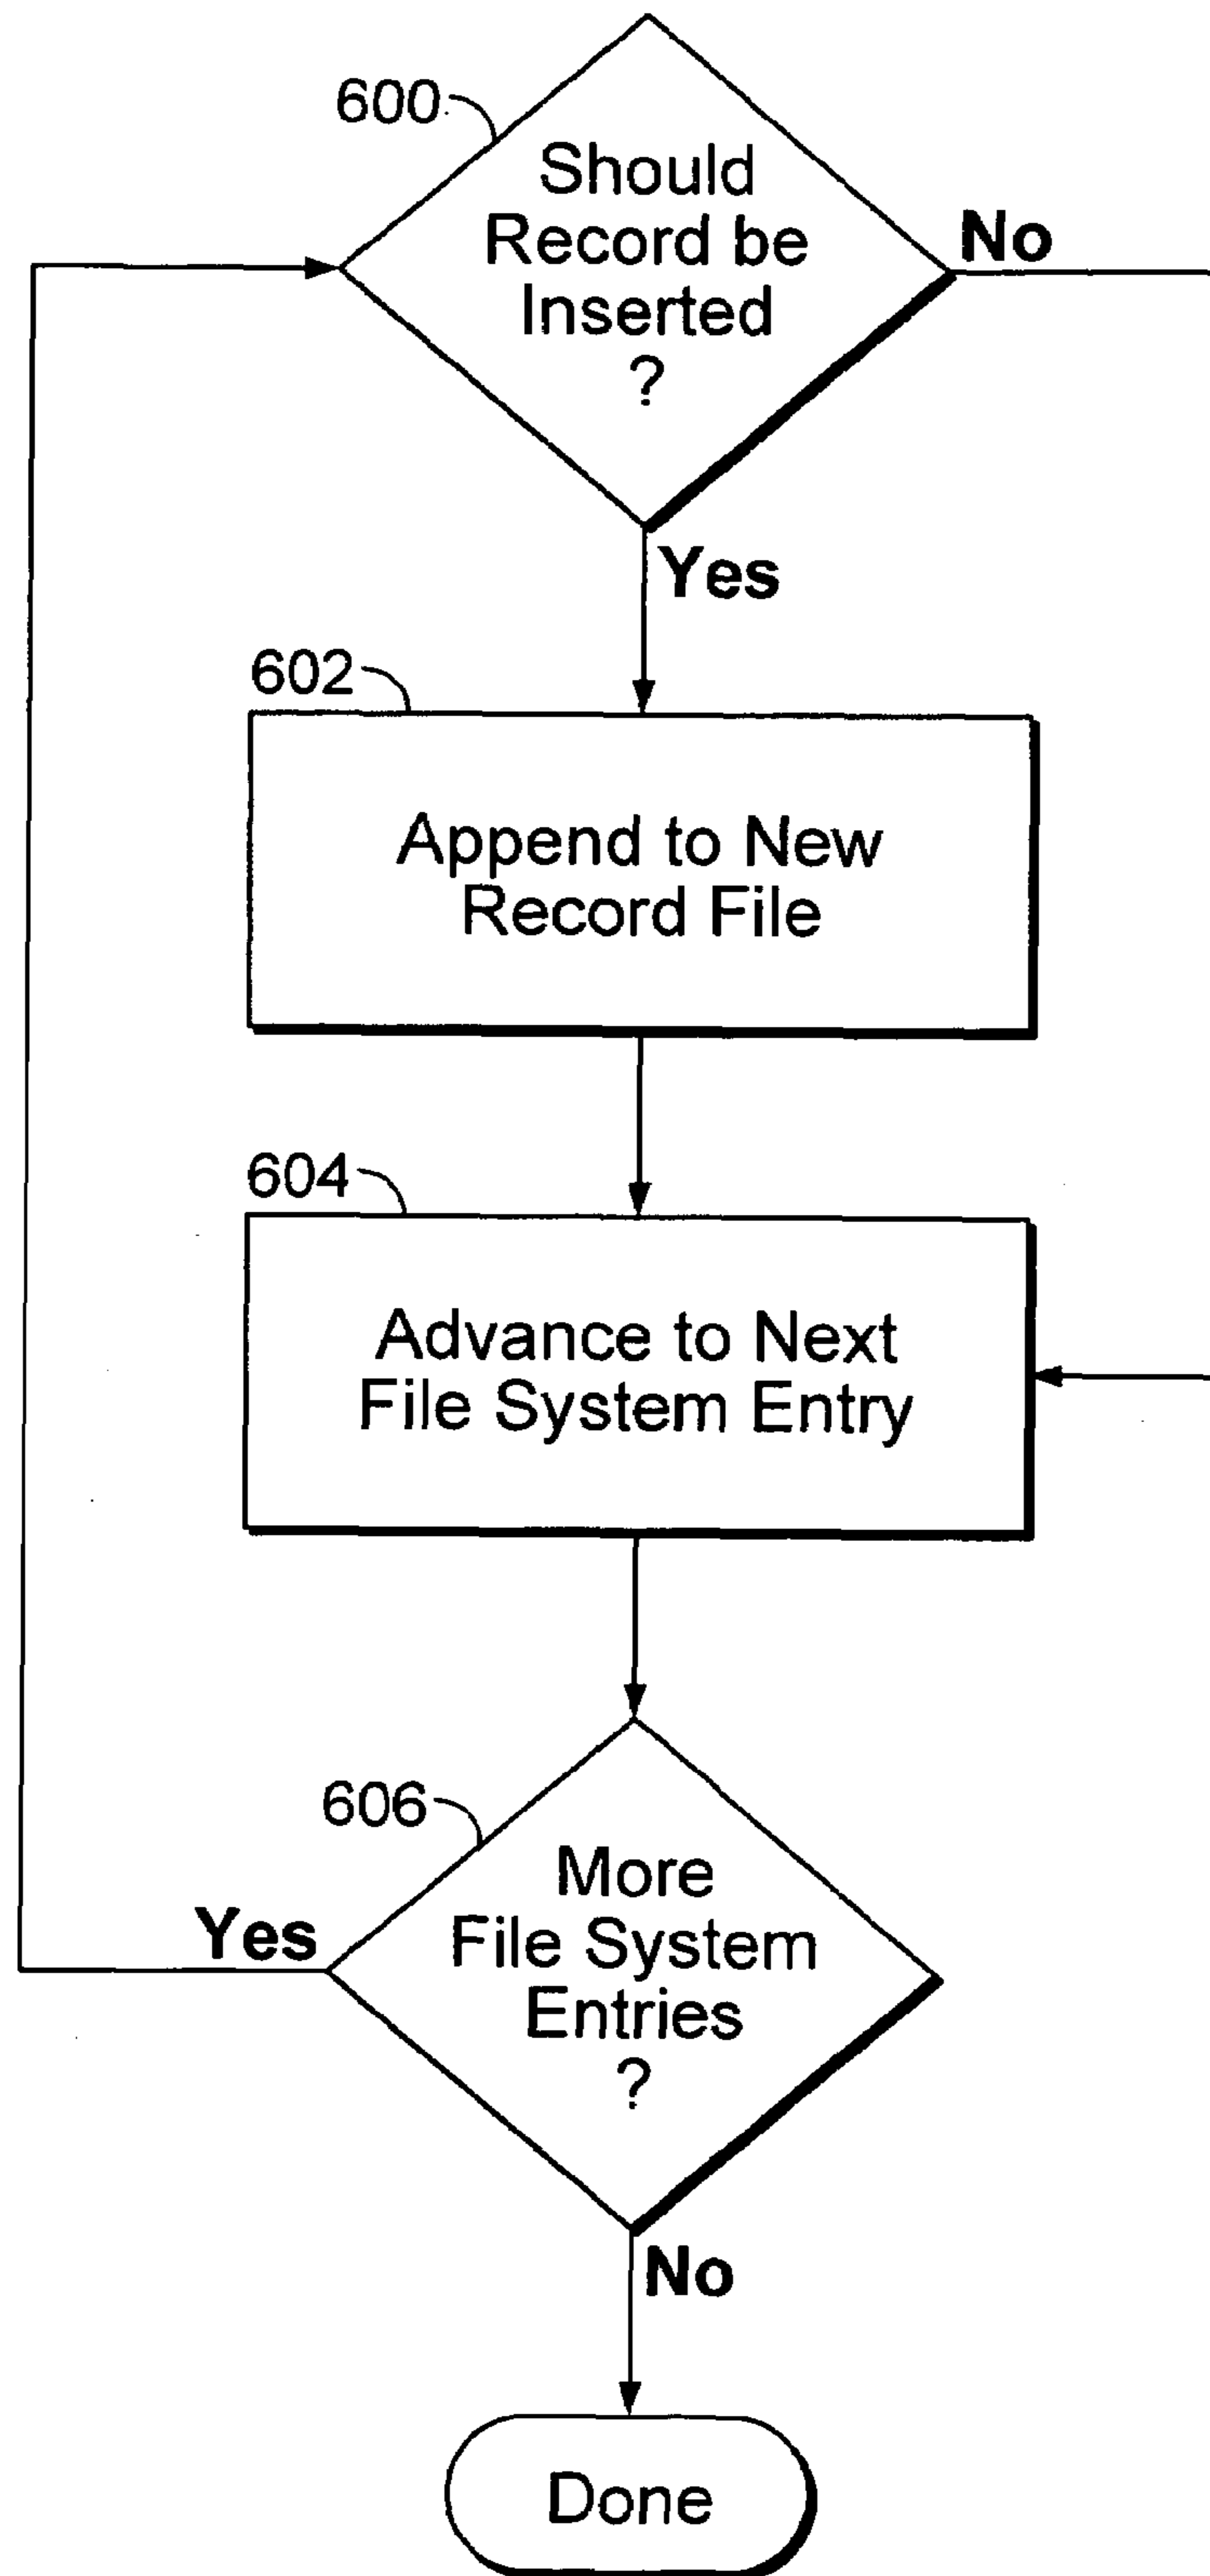 600
Should
Record be
Inserted
?
No
Yes
602
Append to New
Record File
604
Advance to Next
File System Entry
606
More
File System
Entries
?
Yes
No
Done